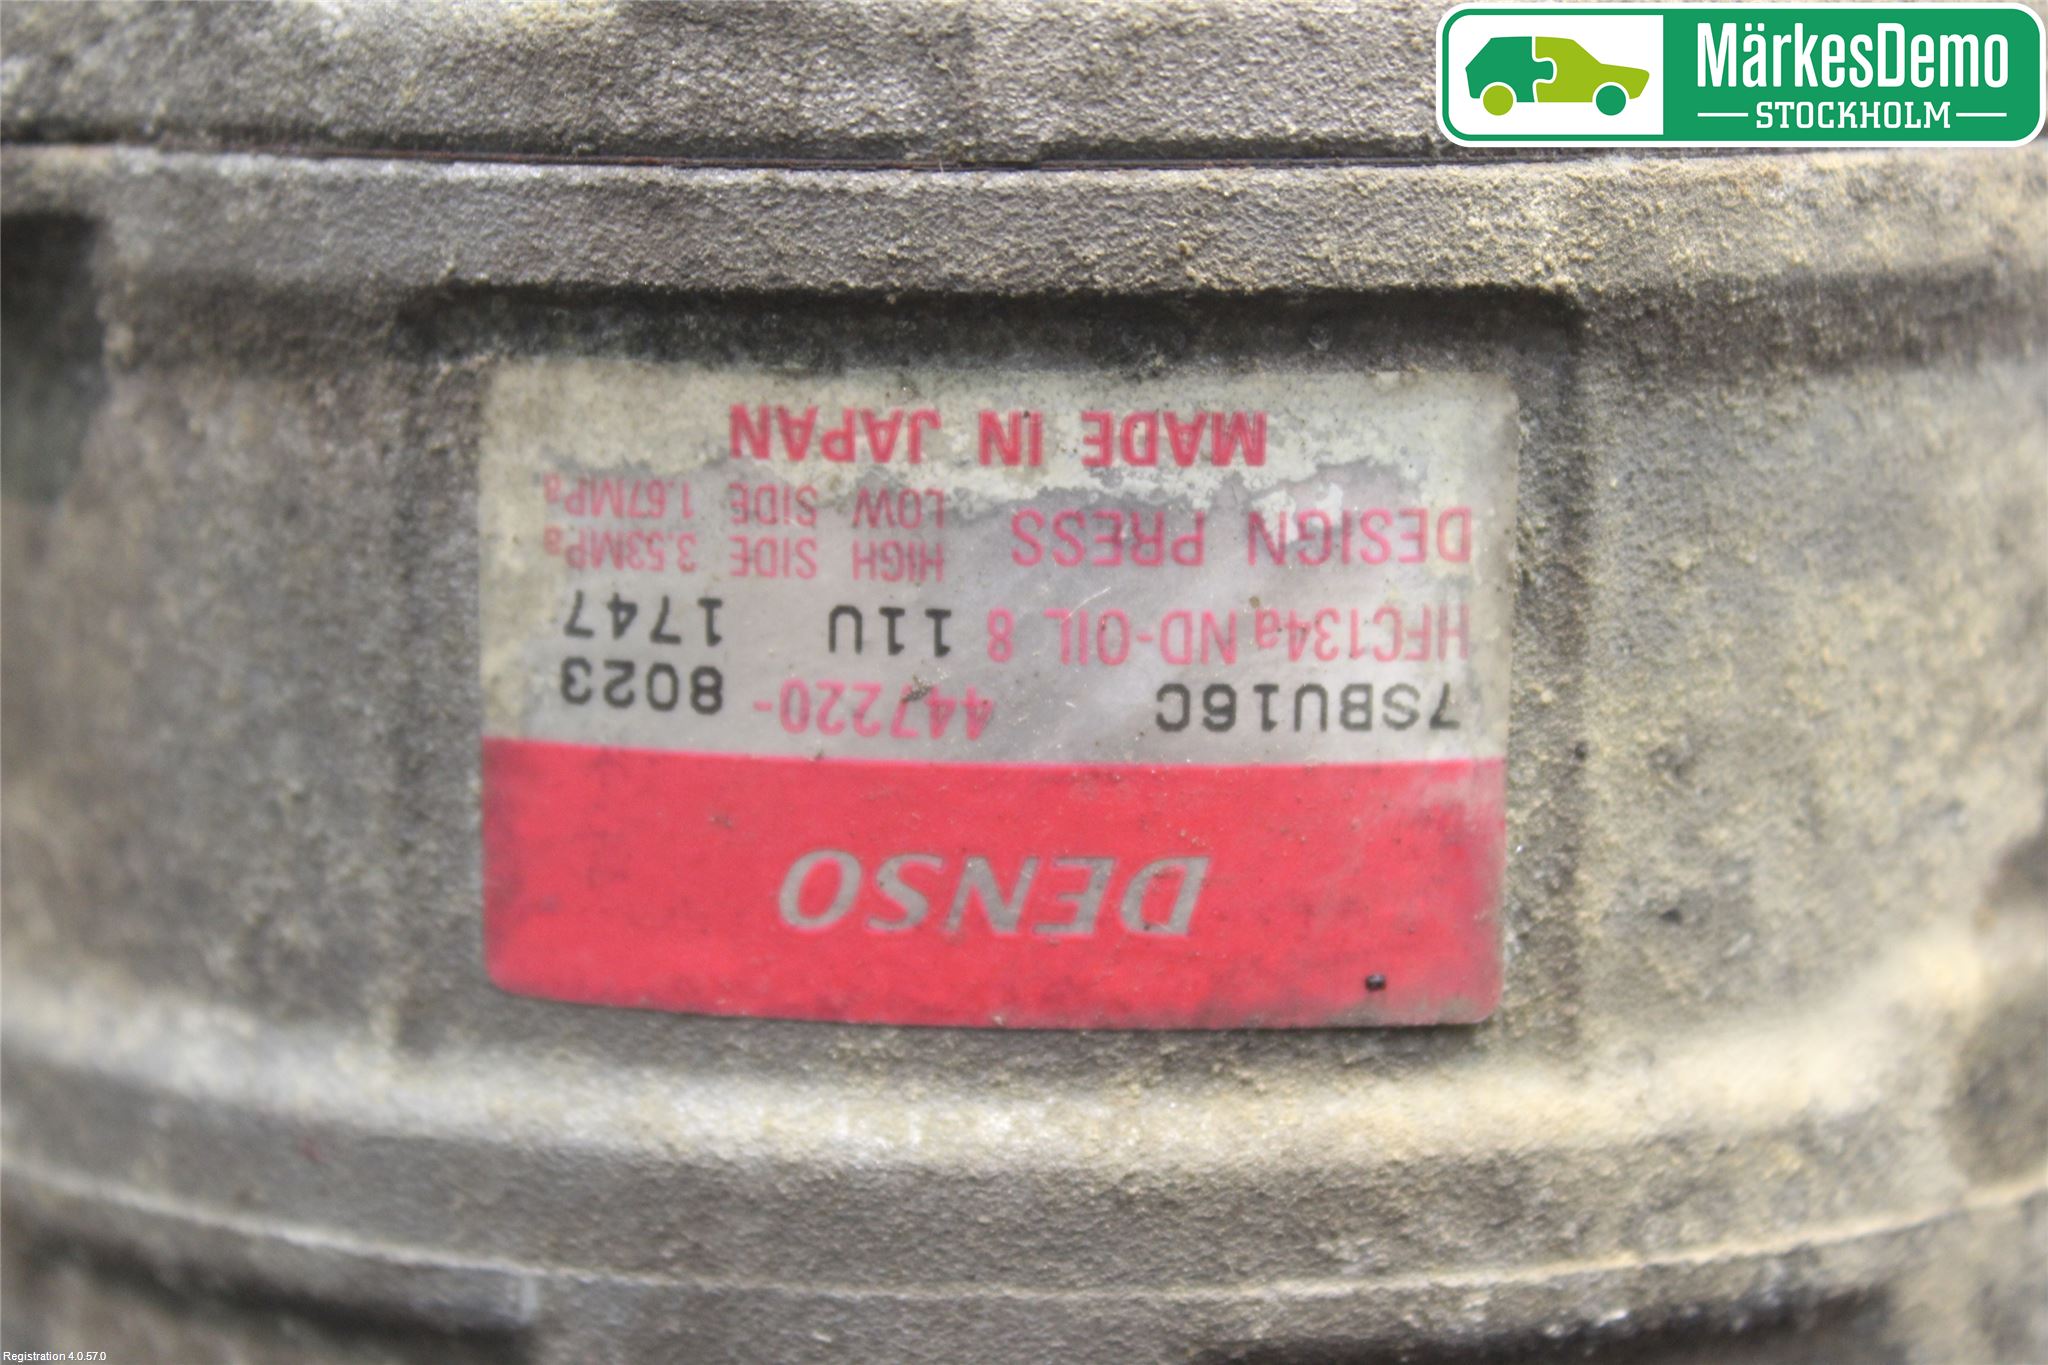 MärkesDemo
STOCKHOLM
DENSO
7SBU16C 447220-8023
HFC134a ND-OIL 8 11U 1747
DESIGN PRESS HIGH SIDE 3.53MPa
LOW SIDE 1.67MPa
MADE IN JAPAN
Registration 4.0.57.0